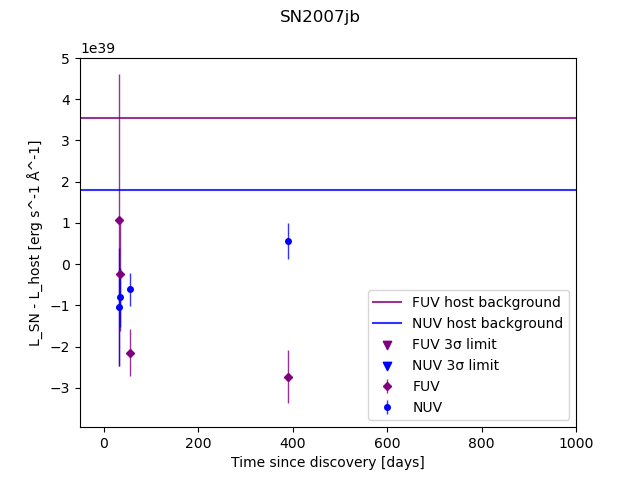 SN2007jb
1e39
5
4
3
2
1
0
−1
−2
−3
L_SN - L_host [erg s^-1 Å^-1]
0
200
400
600
800
1000
Time since discovery [days]
FUV host background
NUV host background
FUV 3σ limit
NUV 3σ limit
FUV
NUV